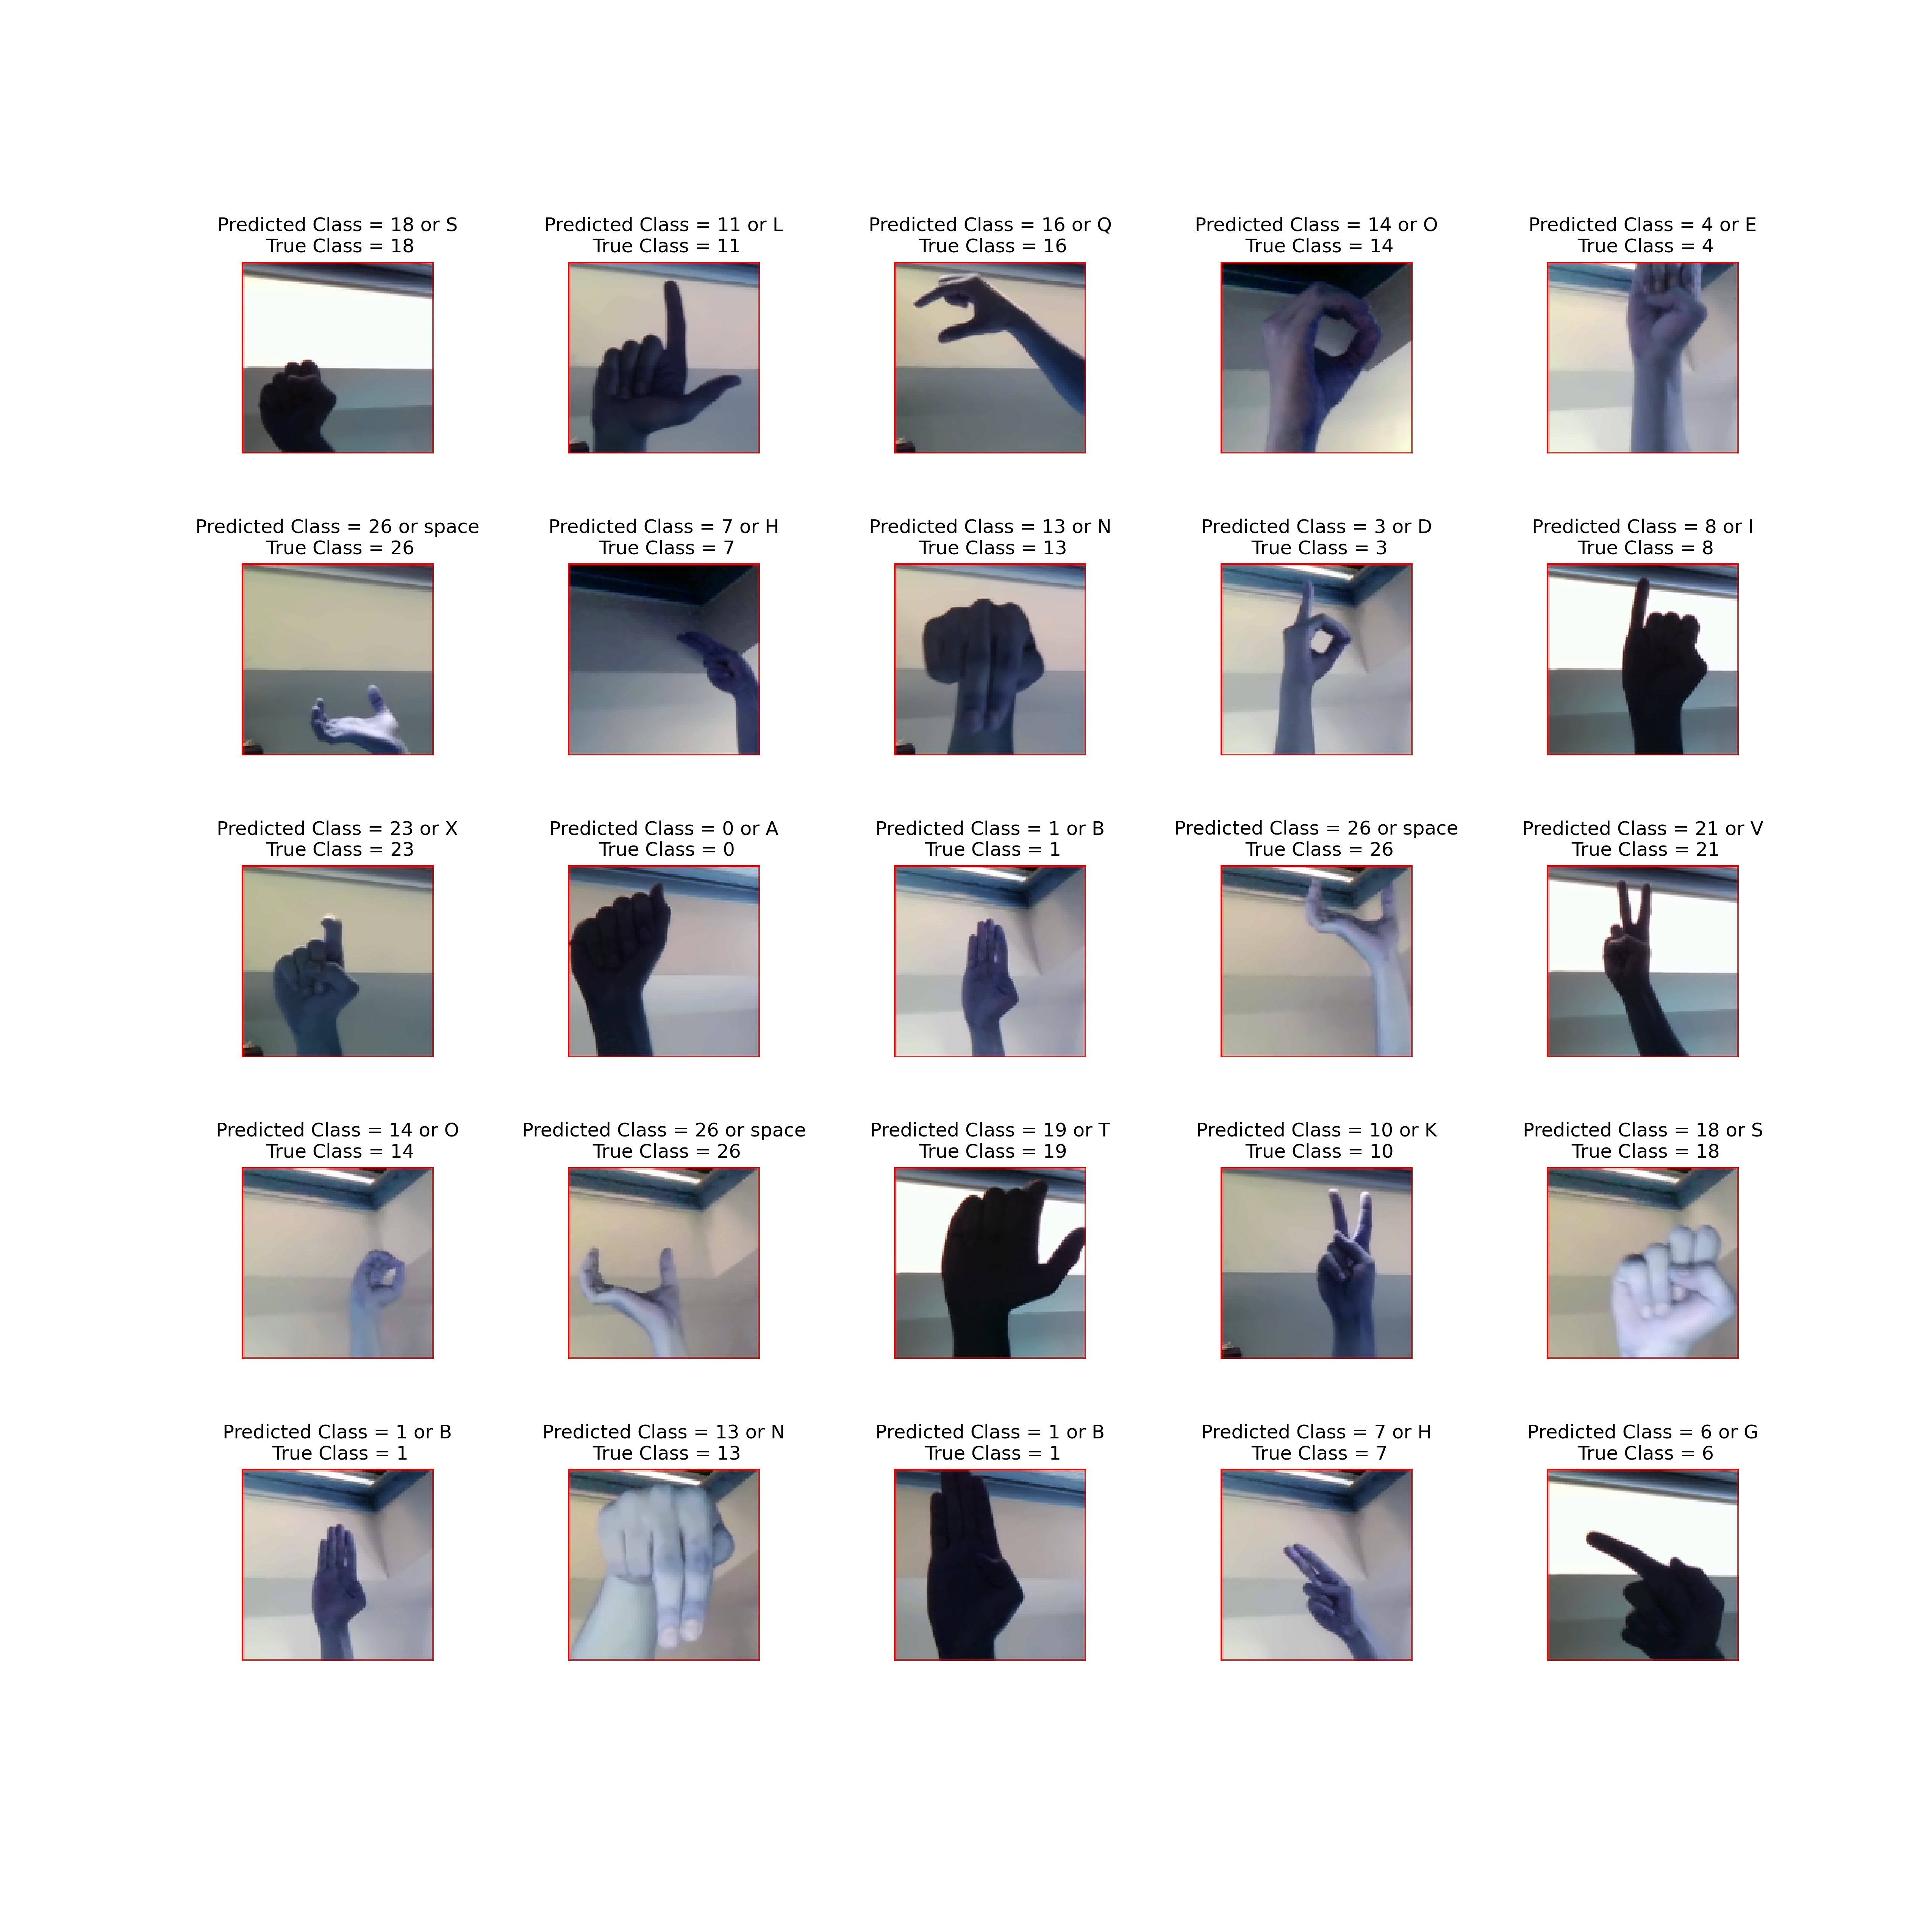 Predicted Class = 18 or S
True Class = 18
Predicted Class = 11 or L
True Class = 11
Predicted Class = 16 or Q
True Class = 16
Predicted Class = 14 or O
True Class = 14
Predicted Class = 4 or E
True Class = 4
Predicted Class = 26 or space
True Class = 26
Predicted Class = 7 or H
True Class = 7
Predicted Class = 13 or N
True Class = 13
Predicted Class = 3 or D
True Class = 3
Predicted Class = 8 or I
True Class = 8
Predicted Class = 23 or X
True Class = 23
Predicted Class = 0 or A
True Class = 0
Predicted Class = 1 or B
True Class = 1
Predicted Class = 26 or space
True Class = 26
Predicted Class = 21 or V
True Class = 21
Predicted Class = 14 or O
True Class = 14
Predicted Class = 26 or space
True Class = 26
Predicted Class = 19 or T
True Class = 19
Predicted Class = 10 or K
True Class = 10
Predicted Class = 18 or S
True Class = 18
Predicted Class = 1 or B
True Class = 1
Predicted Class = 13 or N
True Class = 13
Predicted Class = 1 or B
True Class = 1
Predicted Class = 7 or H
True Class = 7
Predicted Class = 6 or G
True Class = 6